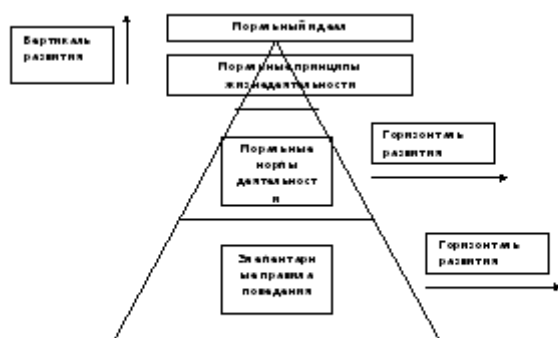 Моральный идеал
Вертикаль
развития
Моральные принципы
жизнедеятельности
Горизонталь
развития
Моральные
нормы
деятельност
и
Горизонталь
развития
Элементарн
ые правила
поведения